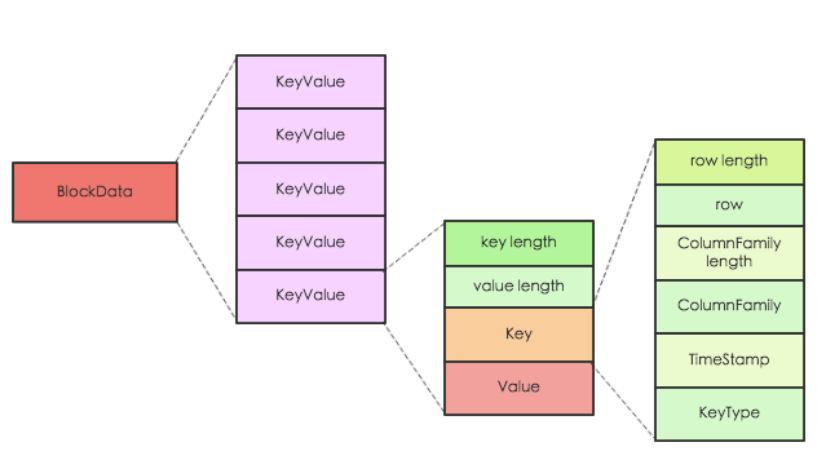 BlockData
KeyValue
KeyValue
KeyValue
KeyValue
KeyValue
key length
value length
Key
Value
row length
row
ColumnFamily
length
ColumnFamily
TimeStamp
KeyType